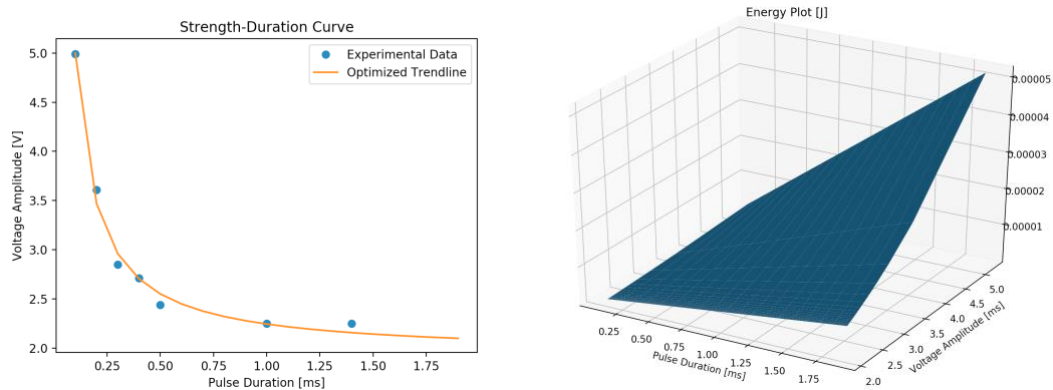 Strength-Duration Curve
Experimental Data
Optimized Trendline
5.0
4.5
4.0
3.5
3.0
2.5
2.0
Voltage Amplitude [V]
0.25 0.50 0.75 1.00 1.25 1.50 1.75
Pulse Duration [ms]
Energy Plot [J]
0.00005
0.00004
0.00003
0.00002
0.00001
0.25 0.50 0.75 1.00 1.25 1.50 1.75
Pulse Duration [ms]
2.0 2.5 3.0 3.5 4.0 4.5 5.0
Voltage Amplitude [ms]